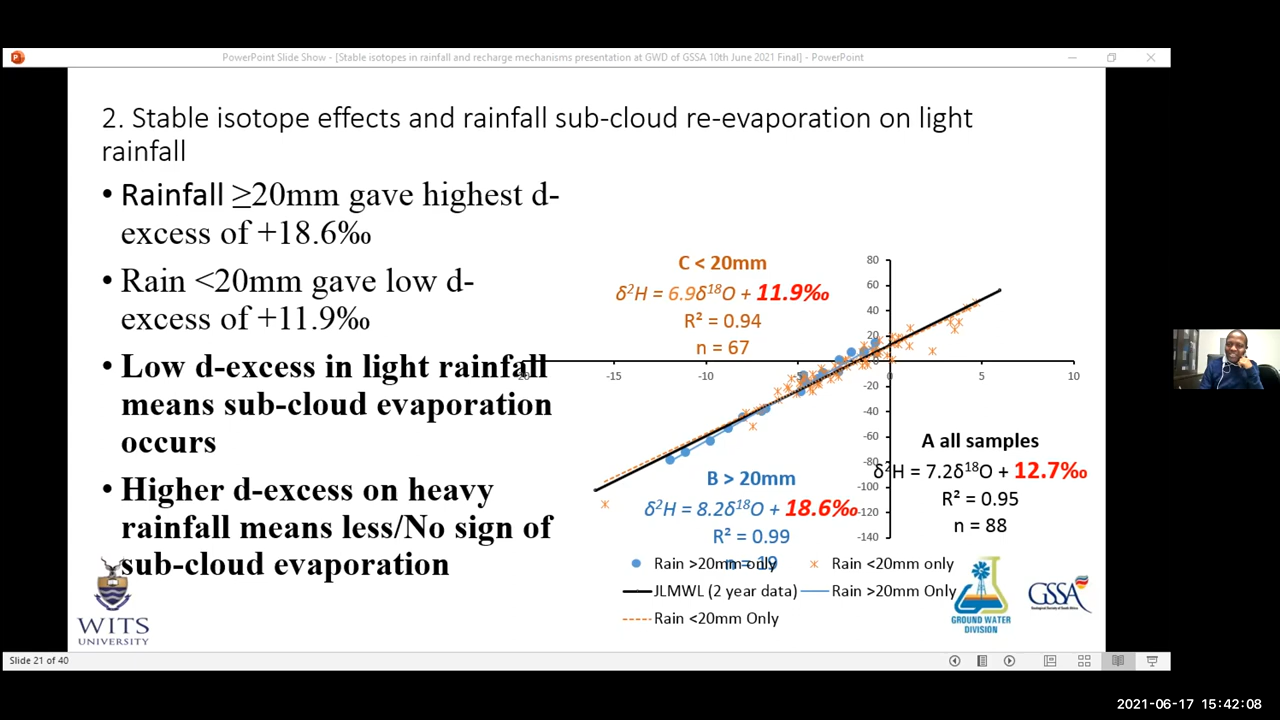 PowerPoint Slide Show - [Stable isotopes in rainfall and recharge mechanisms presentation at GWD of GSSA 10th June 2021 Final] - PowerPoint
2. Stable isotope effects and rainfall sub-cloud re-evaporation on light
rainfall
• Rainfall ≥20mm gave highest d-
excess of +18.6‰
• Rain <20mm gave low d-
excess of +11.9‰
• Low d-excess in light rainfall
means sub-cloud evaporation
occurs
• Higher d-excess on heavy
rainfall means less/No sign of
sub-cloud evaporation
C < 20mm
δ²H = 6.9δ¹⁸O + 11.9‰
R² = 0.94
n = 67
80
60
40
20
0
-20
-40
-60
-80
-100
-120
-140
-20
-15
-10
-5
0
5
10
A all samples
δ²H = 7.2δ¹⁸O + 12.7‰
R² = 0.95
n = 88
B > 20mm
δ²H = 8.2δ¹⁸O + 18.6‰
R² = 0.99
n = 19
Rain >20mm only
Rain <20mm only
JLMWL (2 year data)
Rain >20mm Only
Rain <20mm Only
WITS
UNIVERSITY
GROUND WATER
DIVISION
GSSA
Slide 21 of 40
2021-06-17 15:42:08